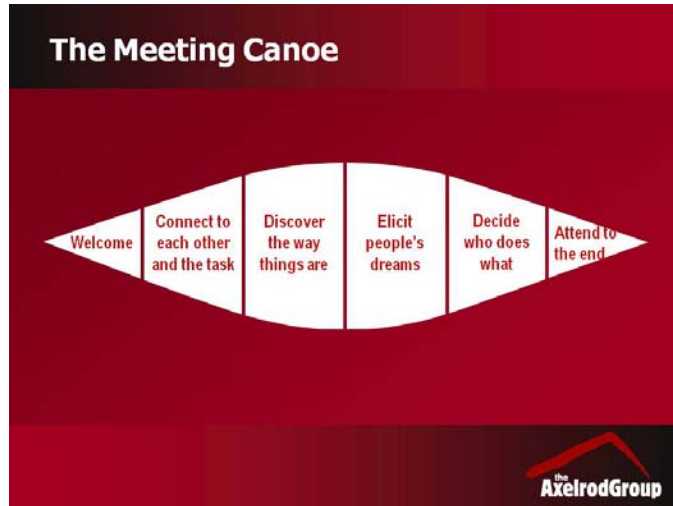 The Meeting Canoe
Welcome
Connect to
each other
and the task
Discover
the way
things are
Elicit
people's
dreams
Decide
who does
what
Attend to
the end
the
AxelrodGroup